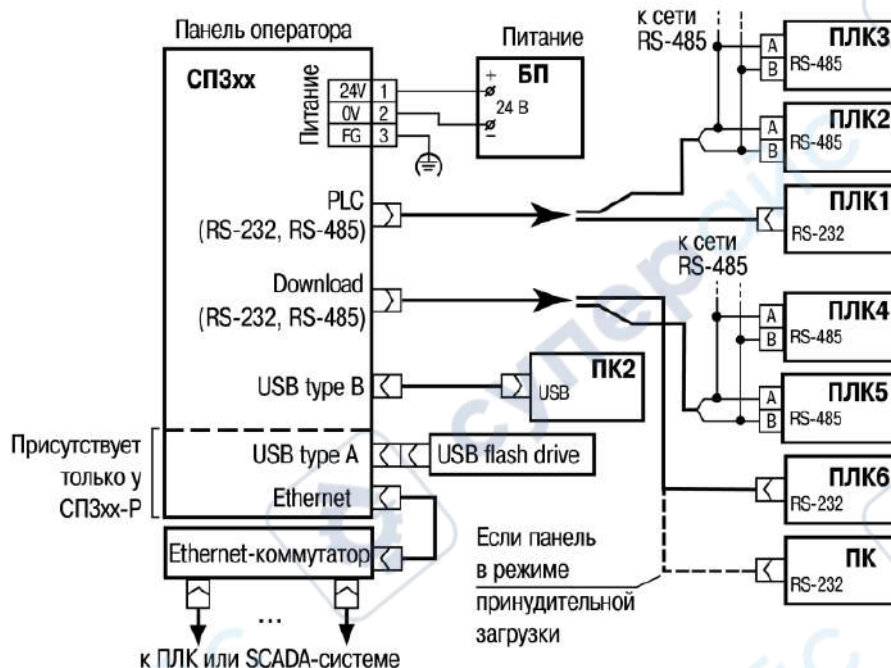 Панель оператора
СП3хх
Питание
24V 1
0V 2
FG 3
Питание
БП
+
24 В
–
PLC
(RS-232, RS-485)
Download
(RS-232, RS-485)
USB type B
ПК2
USB
Присутствует
только у
СП3хх-Р
USB type A
USB flash drive
Ethernet
Ethernet-коммутатор
...
к ПЛК или SCADA-системе
к сети
RS-485
ПЛК3
A
B
RS-485
ПЛК2
A
B
RS-485
ПЛК1
RS-232
к сети
RS-485
ПЛК4
A
B
RS-485
ПЛК5
A
B
RS-485
ПЛК6
RS-232
ПК
RS-232
Если панель
в режиме
принудительной
загрузки
суперайс